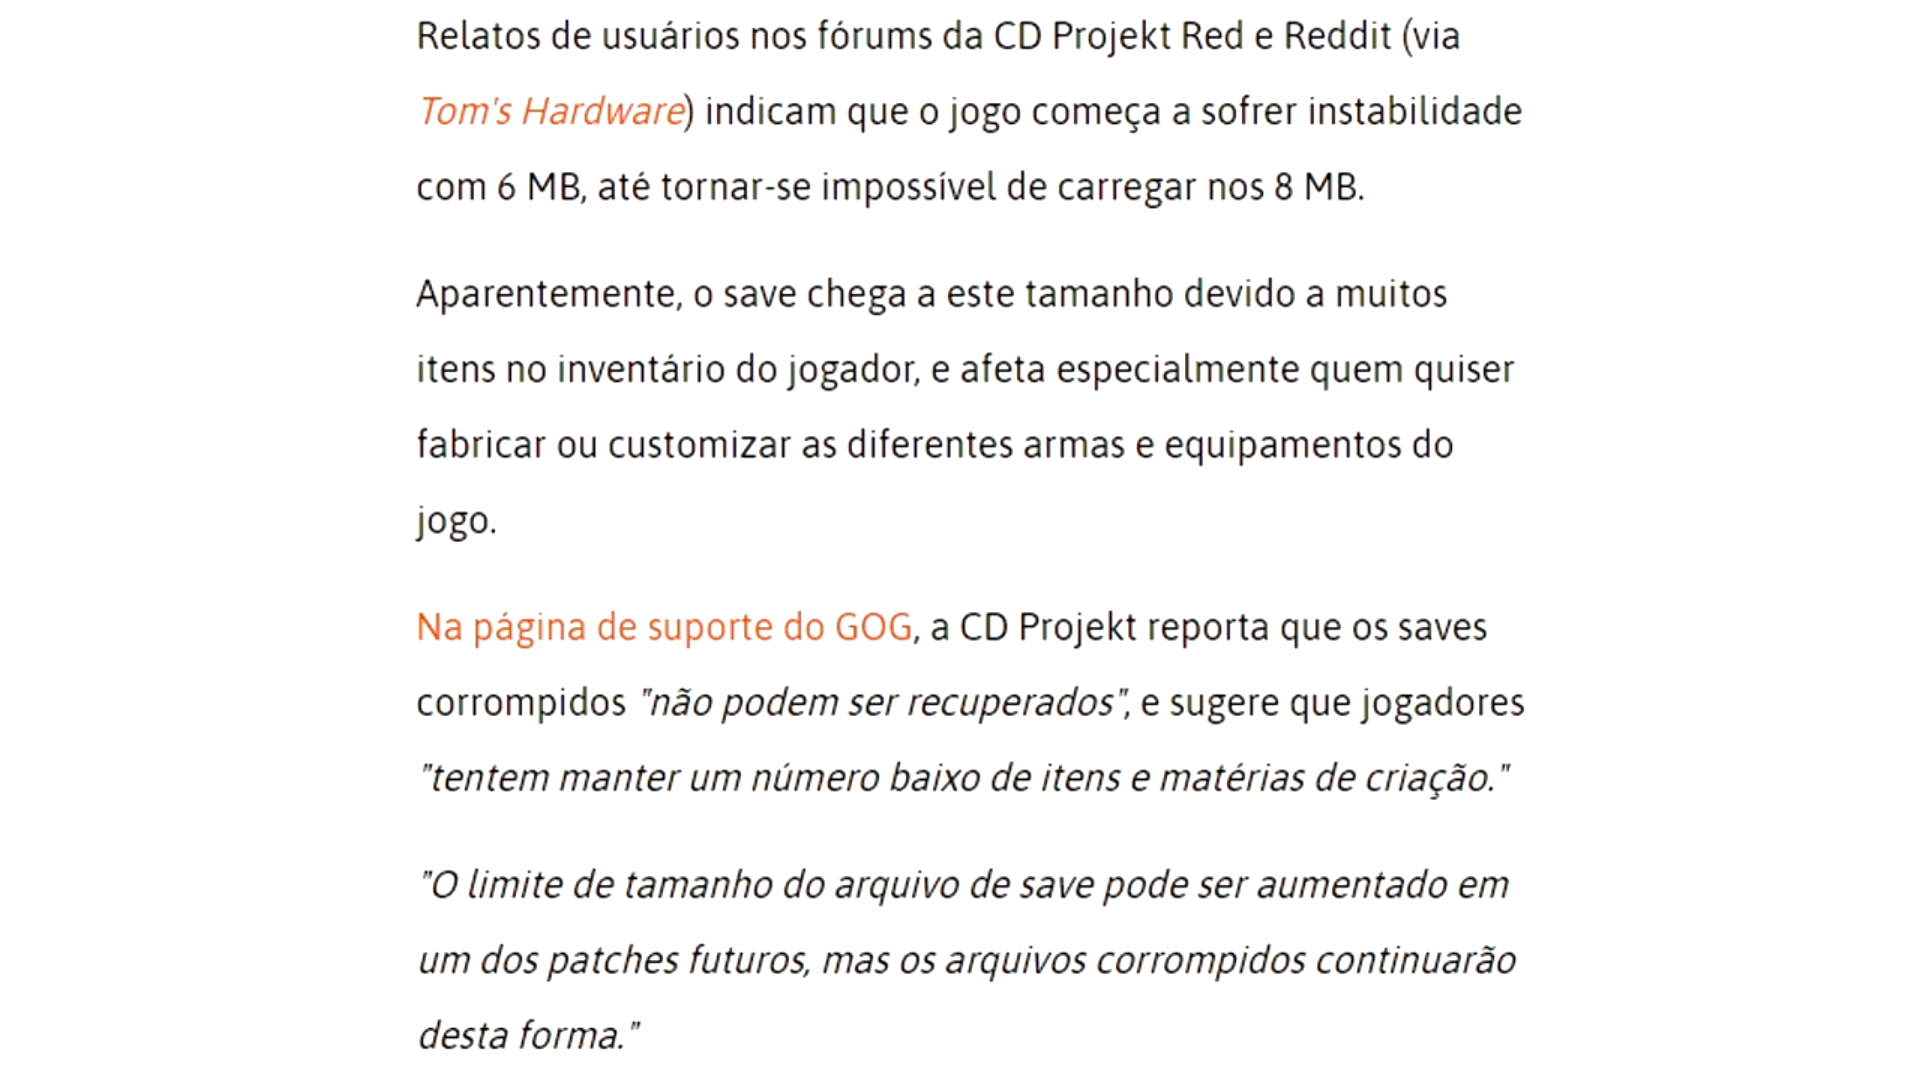 Relatos de usuários nos fórums da CD Projekt Red e Reddit (via
Tom's Hardware) indicam que o jogo começa a sofrer instabilidade
com 6 MB, até tornar-se impossível de carregar nos 8 MB.
Aparentemente, o save chega a este tamanho devido a muitos
itens no inventário do jogador, e afeta especialmente quem quiser
fabricar ou customizar as diferentes armas e equipamentos do
jogo.
Na página de suporte do GOG, a CD Projekt reporta que os saves
corrompidos "não podem ser recuperados", e sugere que jogadores
"tentem manter um número baixo de itens e matérias de criação."
"O limite de tamanho do arquivo de save pode ser aumentado em
um dos patches futuros, mas os arquivos corrompidos continuarão
desta forma."